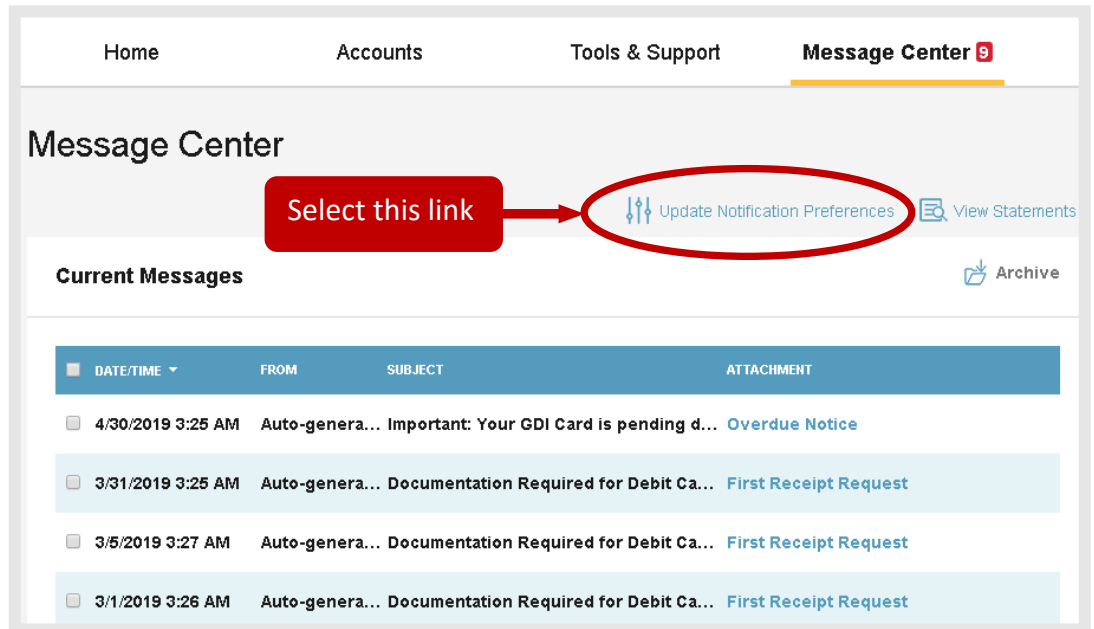 Home Accounts Tools & Support Message Center 9
Message Center
Select this link
Update Notification Preferences View Statements
Current Messages Archive
DATE/TIME FROM SUBJECT ATTACHMENT
4/30/2019 3:25 AM Auto-genera... Important: Your GDI Card is pending d... Overdue Notice
3/31/2019 3:25 AM Auto-genera... Documentation Required for Debit Ca... First Receipt Request
3/5/2019 3:27 AM Auto-genera... Documentation Required for Debit Ca... First Receipt Request
3/1/2019 3:26 AM Auto-genera... Documentation Required for Debit Ca... First Receipt Request